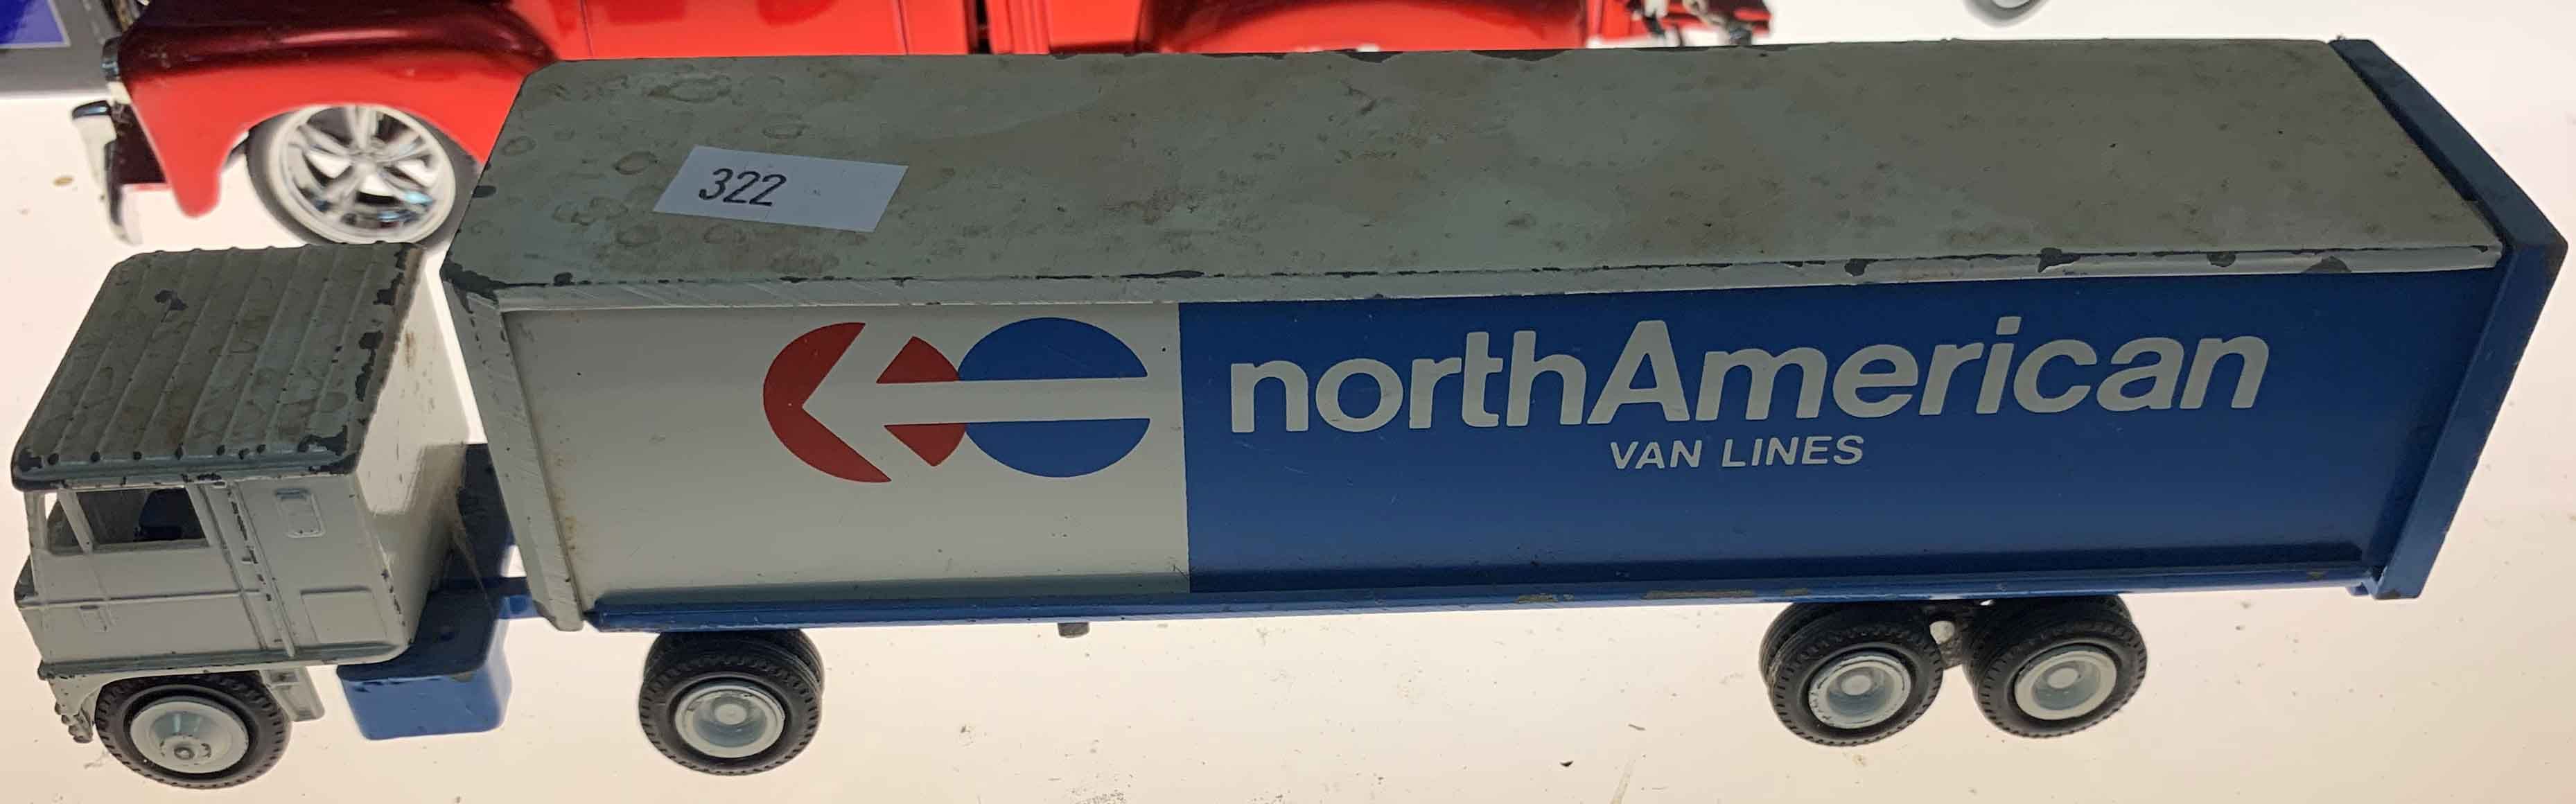 322
northAmerican
VAN LINES